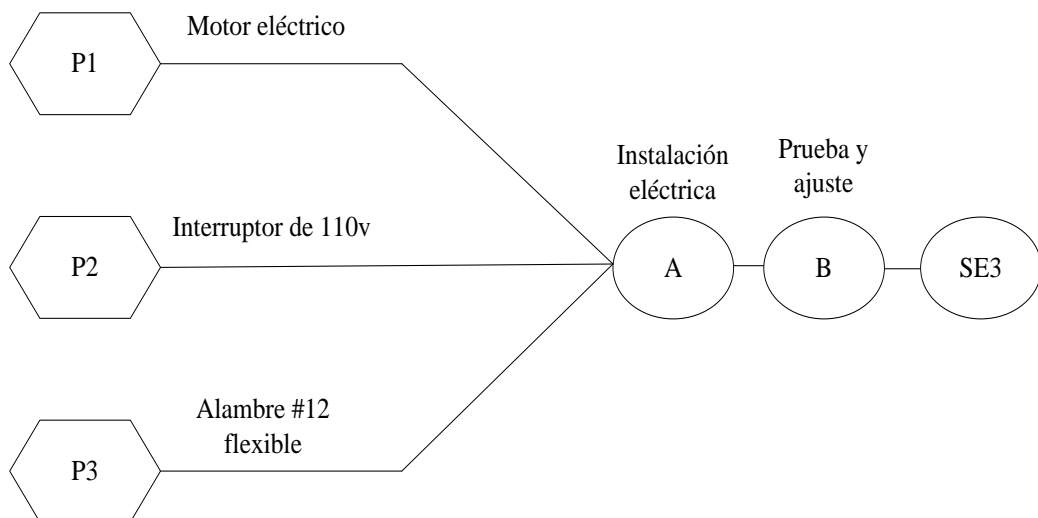 Motor eléctrico
P1
Instalación
eléctrica
Prueba y
ajuste
Interruptor de 110v
P2
A
B
SE3
Alambre #12
flexible
P3